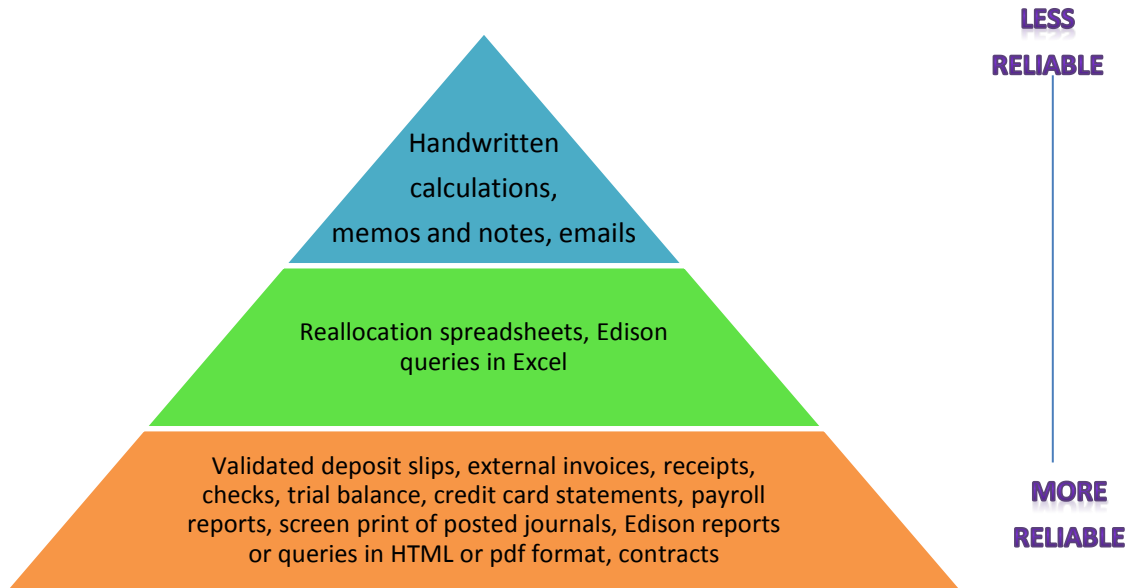 LESS
RELIABLE
Handwritten
calculations,
memos and notes, emails
Reallocation spreadsheets, Edison
queries in Excel
Validated deposit slips, external invoices, receipts,
checks, trial balance, credit card statements, payroll
reports, screen print of posted journals, Edison reports
or queries in HTML or pdf format, contracts
MORE
RELIABLE